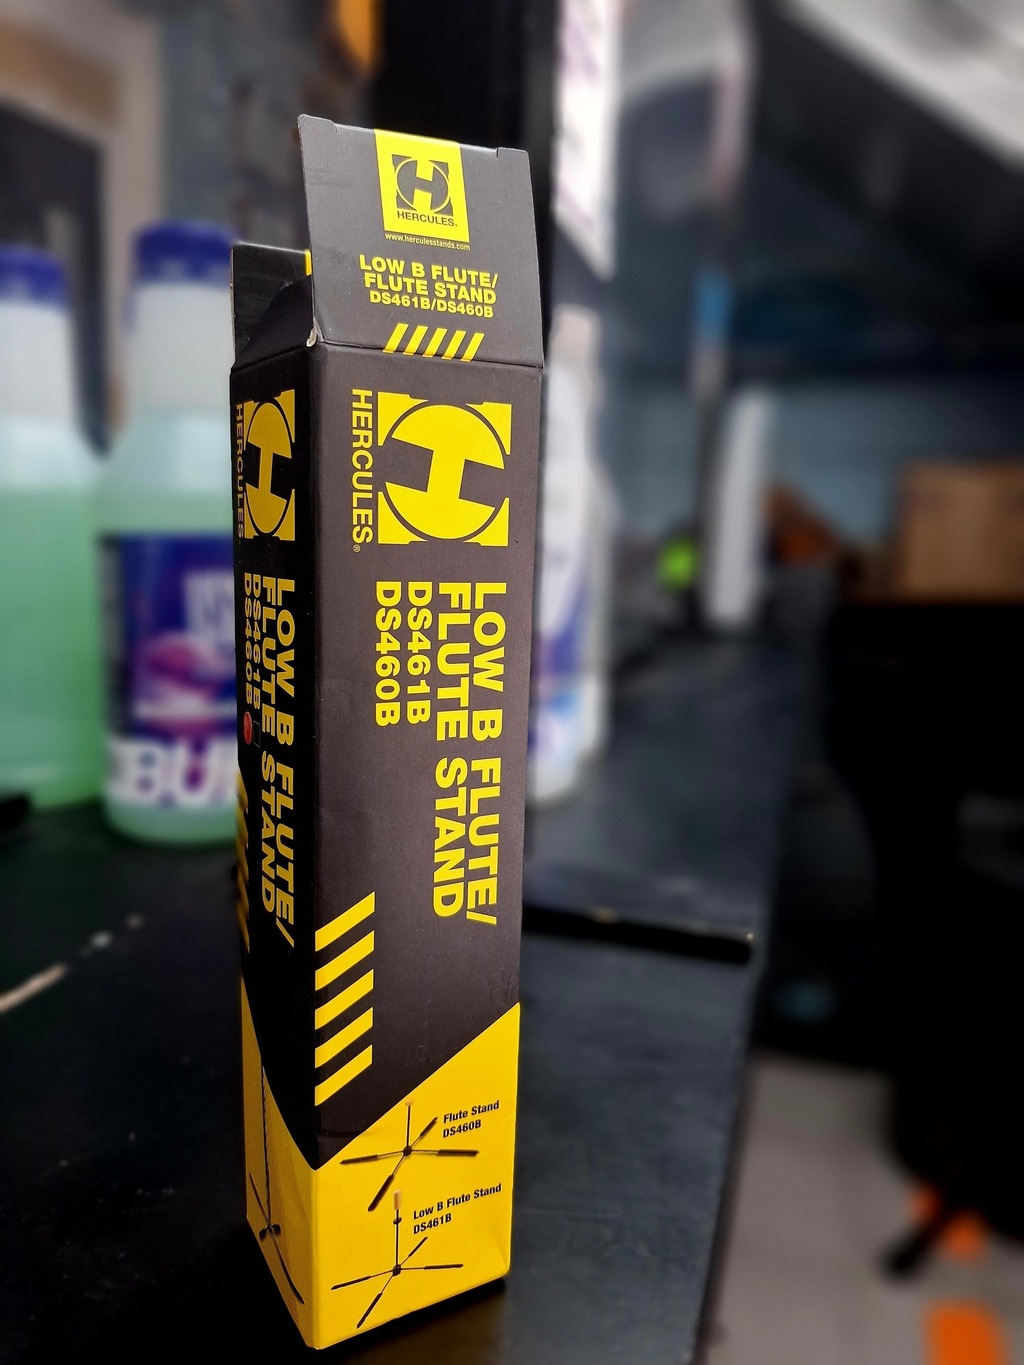 HERCULES®
www.herculesstands.com
LOW B FLUTE/
FLUTE STAND
DS461B/DS460B
HERCULES®
LOW B FLUTE/
FLUTE STAND
DS461B
DS460B
HERCULES®
LOW B FLUTE/
FLUTE STAND
DS461B
DS460B
Flute Stand
DS460B
Low B Flute Stand
DS461B